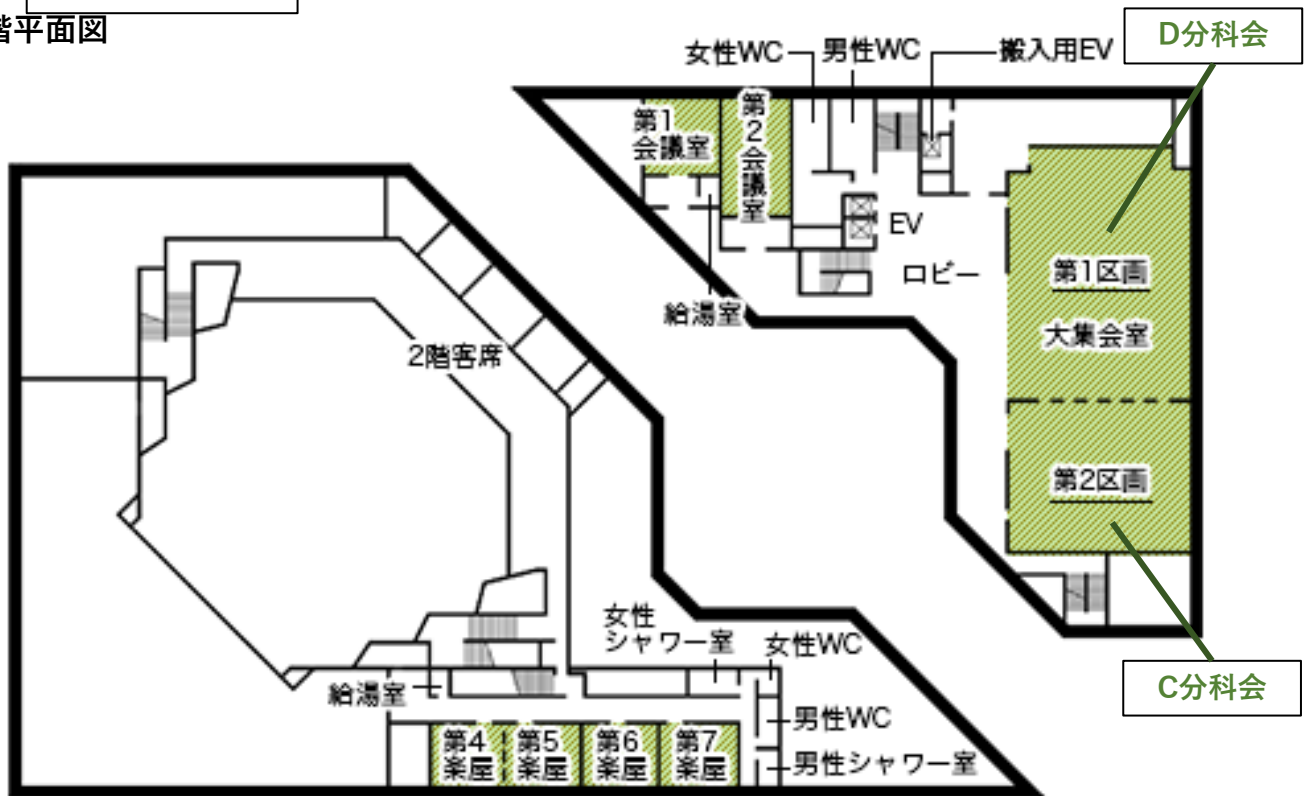 階平面図
D分科会
女性WC
男性WC
搬入用EV
第1
会議室
第2会議室
EV
ロビー
給湯室
第1区画
大集会室
第2区画
2階客席
女性
シャワー室
女性WC
C分科会
給湯室
男性WC
男性シャワー室
第4
楽屋
第5
楽屋
第6
楽屋
第7
楽屋